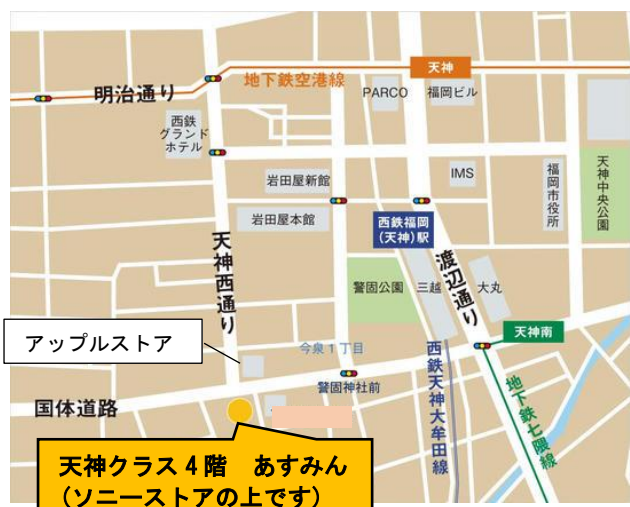 天神
地下鉄空港線
明治通り
PARCO
福岡ビル
西鉄
グランド
ホテル
岩田屋新館
IMS
福岡市役所
天神中央公園
岩田屋本館
西鉄福岡
(天神)駅
天神西通り
渡辺通り
警固公園
三越
大丸
天神南
アップルストア
今泉1丁目
警固神社前
西鉄天神大牟田線
地下鉄七隈線
国体道路
天神クラス4階 あすみん
(ソニーストアの上です)